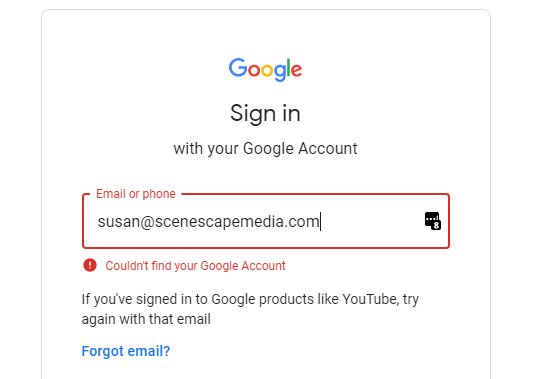 Google
Sign in
with your Google Account
Email or phone
susan@scenescapemedia.com
8
Couldn't find your Google Account
If you've signed in to Google products like YouTube, try
again with that email
Forgot email?